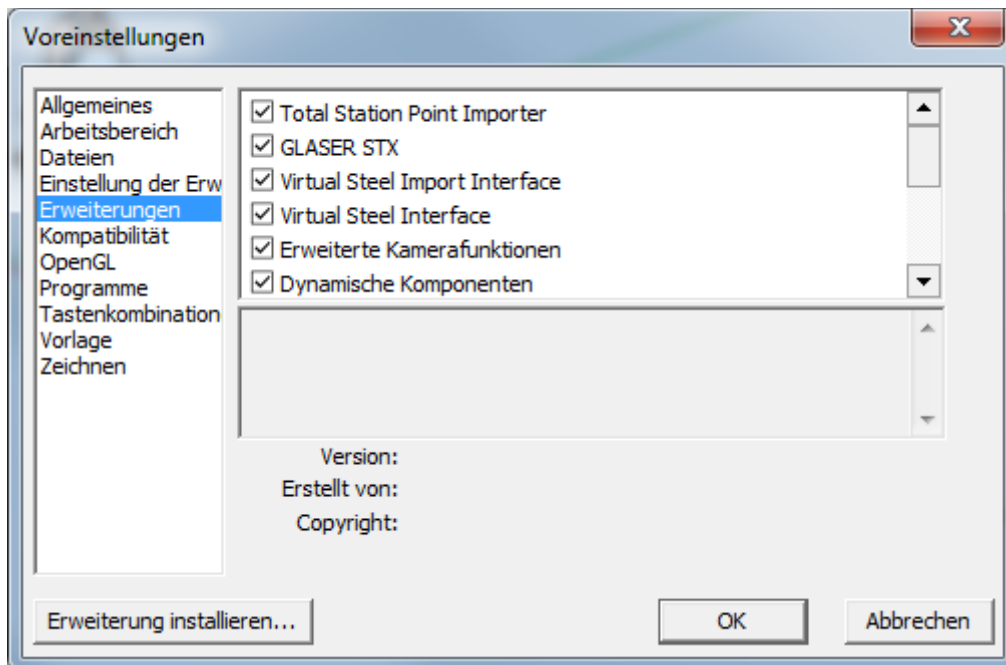 Voreinstellungen
Allgemeines
Arbeitsbereich
Dateien
Einstellung der Erw
Erweiterungen
Kompatibilität
OpenGL
Programme
Tastenkombination
Vorlage
Zeichnen
Total Station Point Importer
GLASER STX
Virtual Steel Import Interface
Virtual Steel Interface
Erweiterte Kamerafunktionen
Dynamische Komponenten
Version:
Erstellt von:
Copyright:
Erweiterung installieren...
OK
Abbrechen